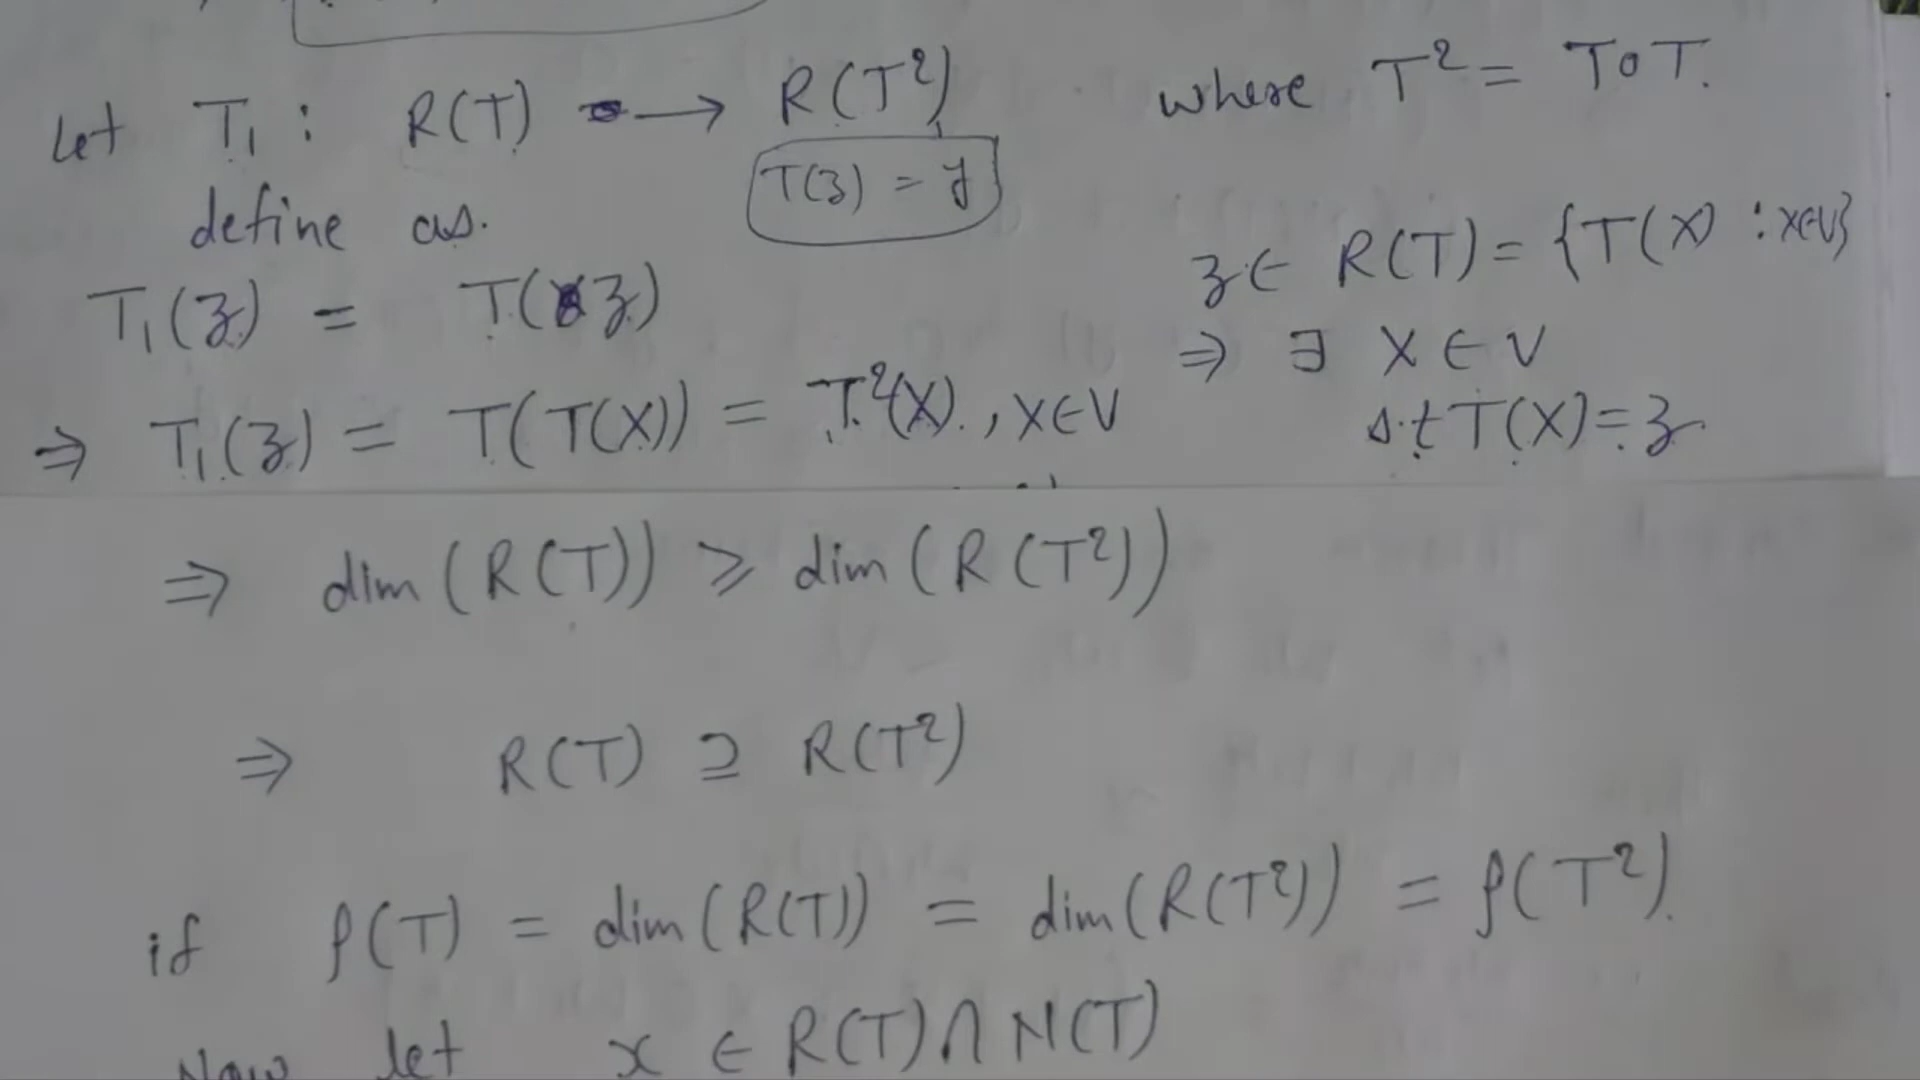 Let T₁ : R(T) → R(T²) where T² = T∘T.
T(z) = y
define as.
z ∈ R(T) = {T(x) : x∈V}
T₁(z) = T(z)
⇒ ∃ x ∈ V
s.t T(x) = z
⇒ T₁(z) = T(T(x)) = T²(x), x∈V
⇒ dim(R(T)) ⩾ dim(R(T²))
⇒ R(T) ⊇ R(T²)
if ρ(T) = dim(R(T)) = dim(R(T²)) = ρ(T²).
Now let x ∈ R(T) ∩ N(T)